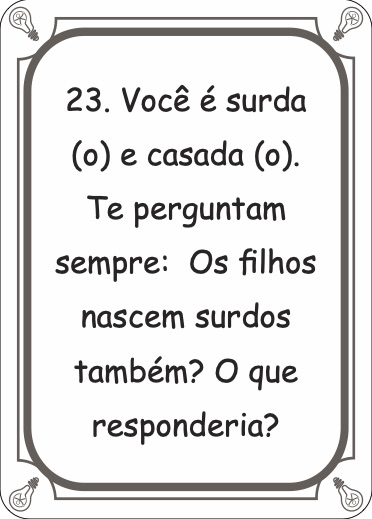 23. Você é surda
(o) e casada (o).
Te perguntam
sempre:  Os filhos
nascem surdos
também? O que
responderia?